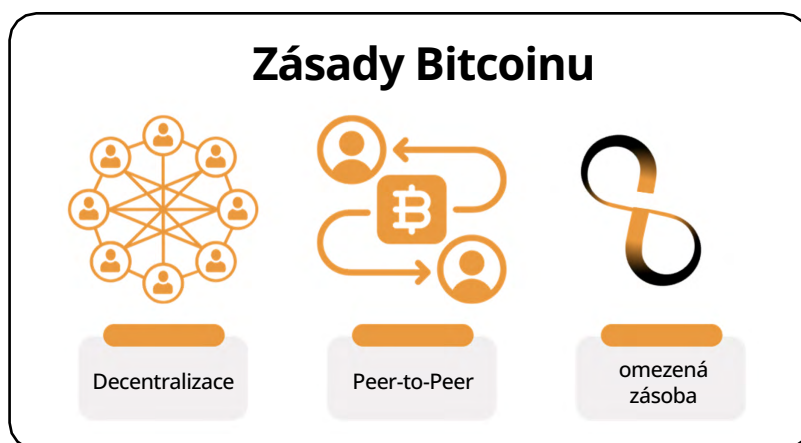 Zásady Bitcoinu
Decentralizace
Peer-to-Peer
omezená
zásoba